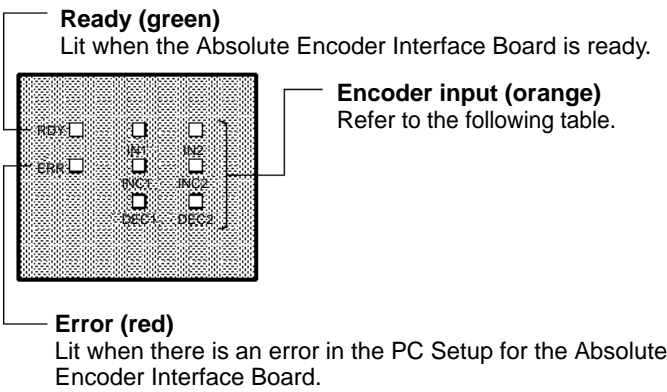 Ready (green)
Lit when the Absolute Encoder Interface Board is ready.
Encoder input (orange)
Refer to the following table.
RDY
IN1 IN2
ERR
INC1 INC2
DEC1 DEC2
Error (red)
Lit when there is an error in the PC Setup for the Absolute
Encoder Interface Board.